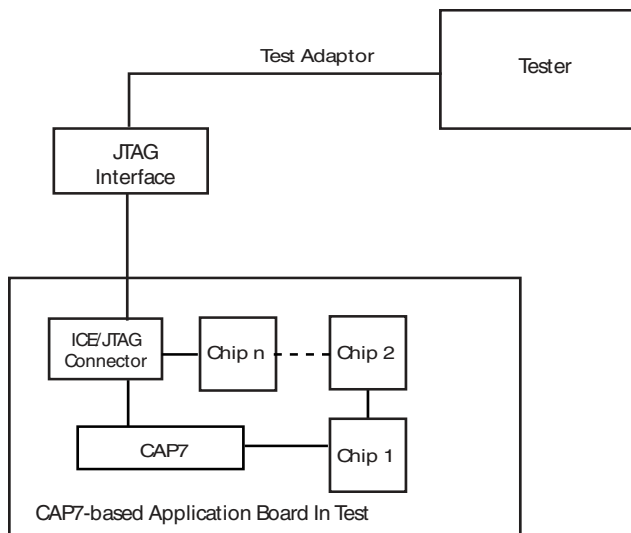 Test Adaptor
Tester
JTAG
Interface
ICE/JTAG
Connector
Chip n
Chip 2
CAP7
Chip 1
CAP7-based Application Board In Test